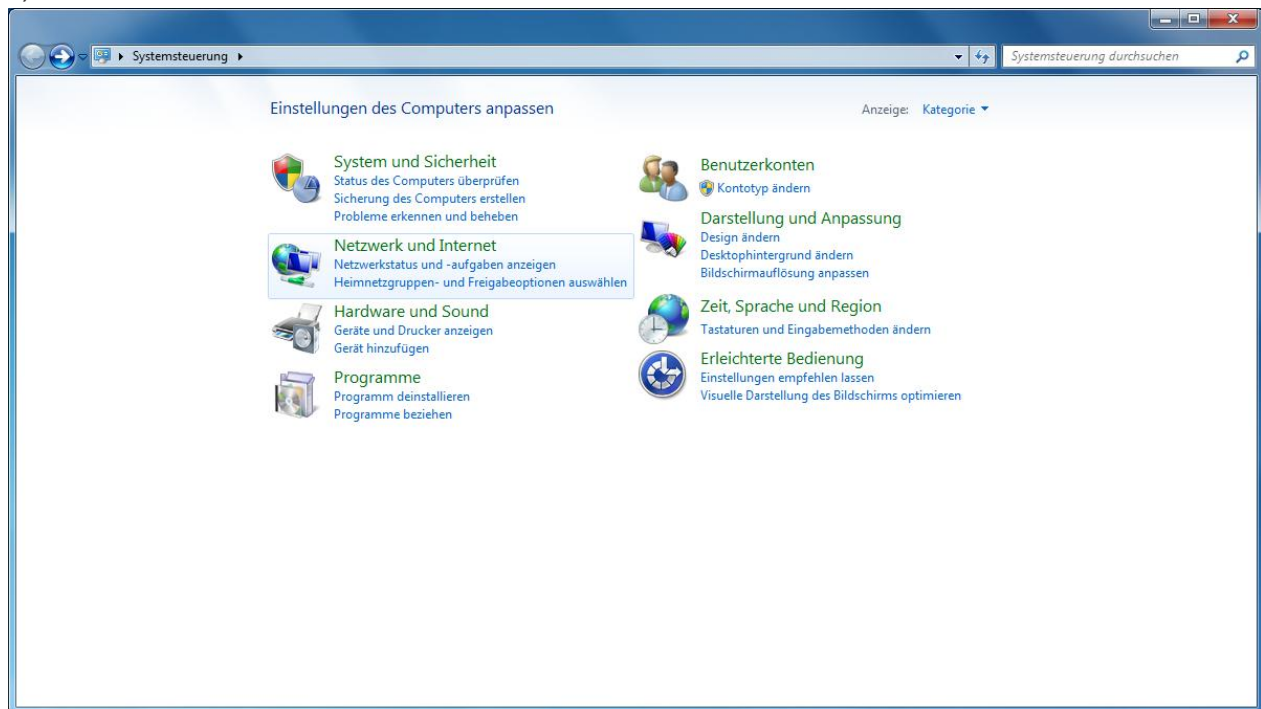 Systemsteuerung
Systemsteuerung durchsuchen
Einstellungen des Computers anpassen
Anzeige: Kategorie
System und Sicherheit
Status des Computers überprüfen
Sicherung des Computers erstellen
Probleme erkennen und beheben
Netzwerk und Internet
Netzwerkstatus und -aufgaben anzeigen
Heimnetzgruppen- und Freigabeoptionen auswählen
Hardware und Sound
Geräte und Drucker anzeigen
Gerät hinzufügen
Programme
Programm deinstallieren
Programme beziehen
Benutzerkonten
Kontotyp ändern
Darstellung und Anpassung
Design ändern
Desktophintergrund ändern
Bildschirmauflösung anpassen
Zeit, Sprache und Region
Tastaturen und Eingabemethoden ändern
Erleichterte Bedienung
Einstellungen empfehlen lassen
Visuelle Darstellung des Bildschirms optimieren